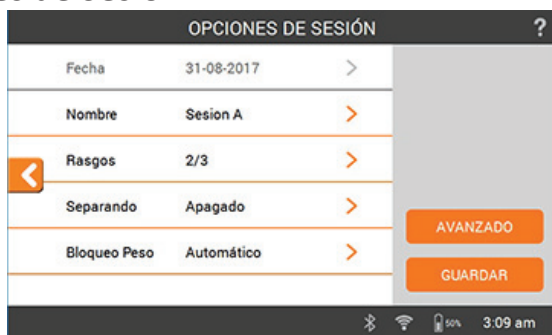 OPCIONES DE SESIÓN ?
Fecha 31-08-2017 >
Nombre Sesion A >
Rasgos 2/3 >
Separando Apagado >
Bloqueo Peso Automático >
AVANZADO
GUARDAR
50% 3:09 am